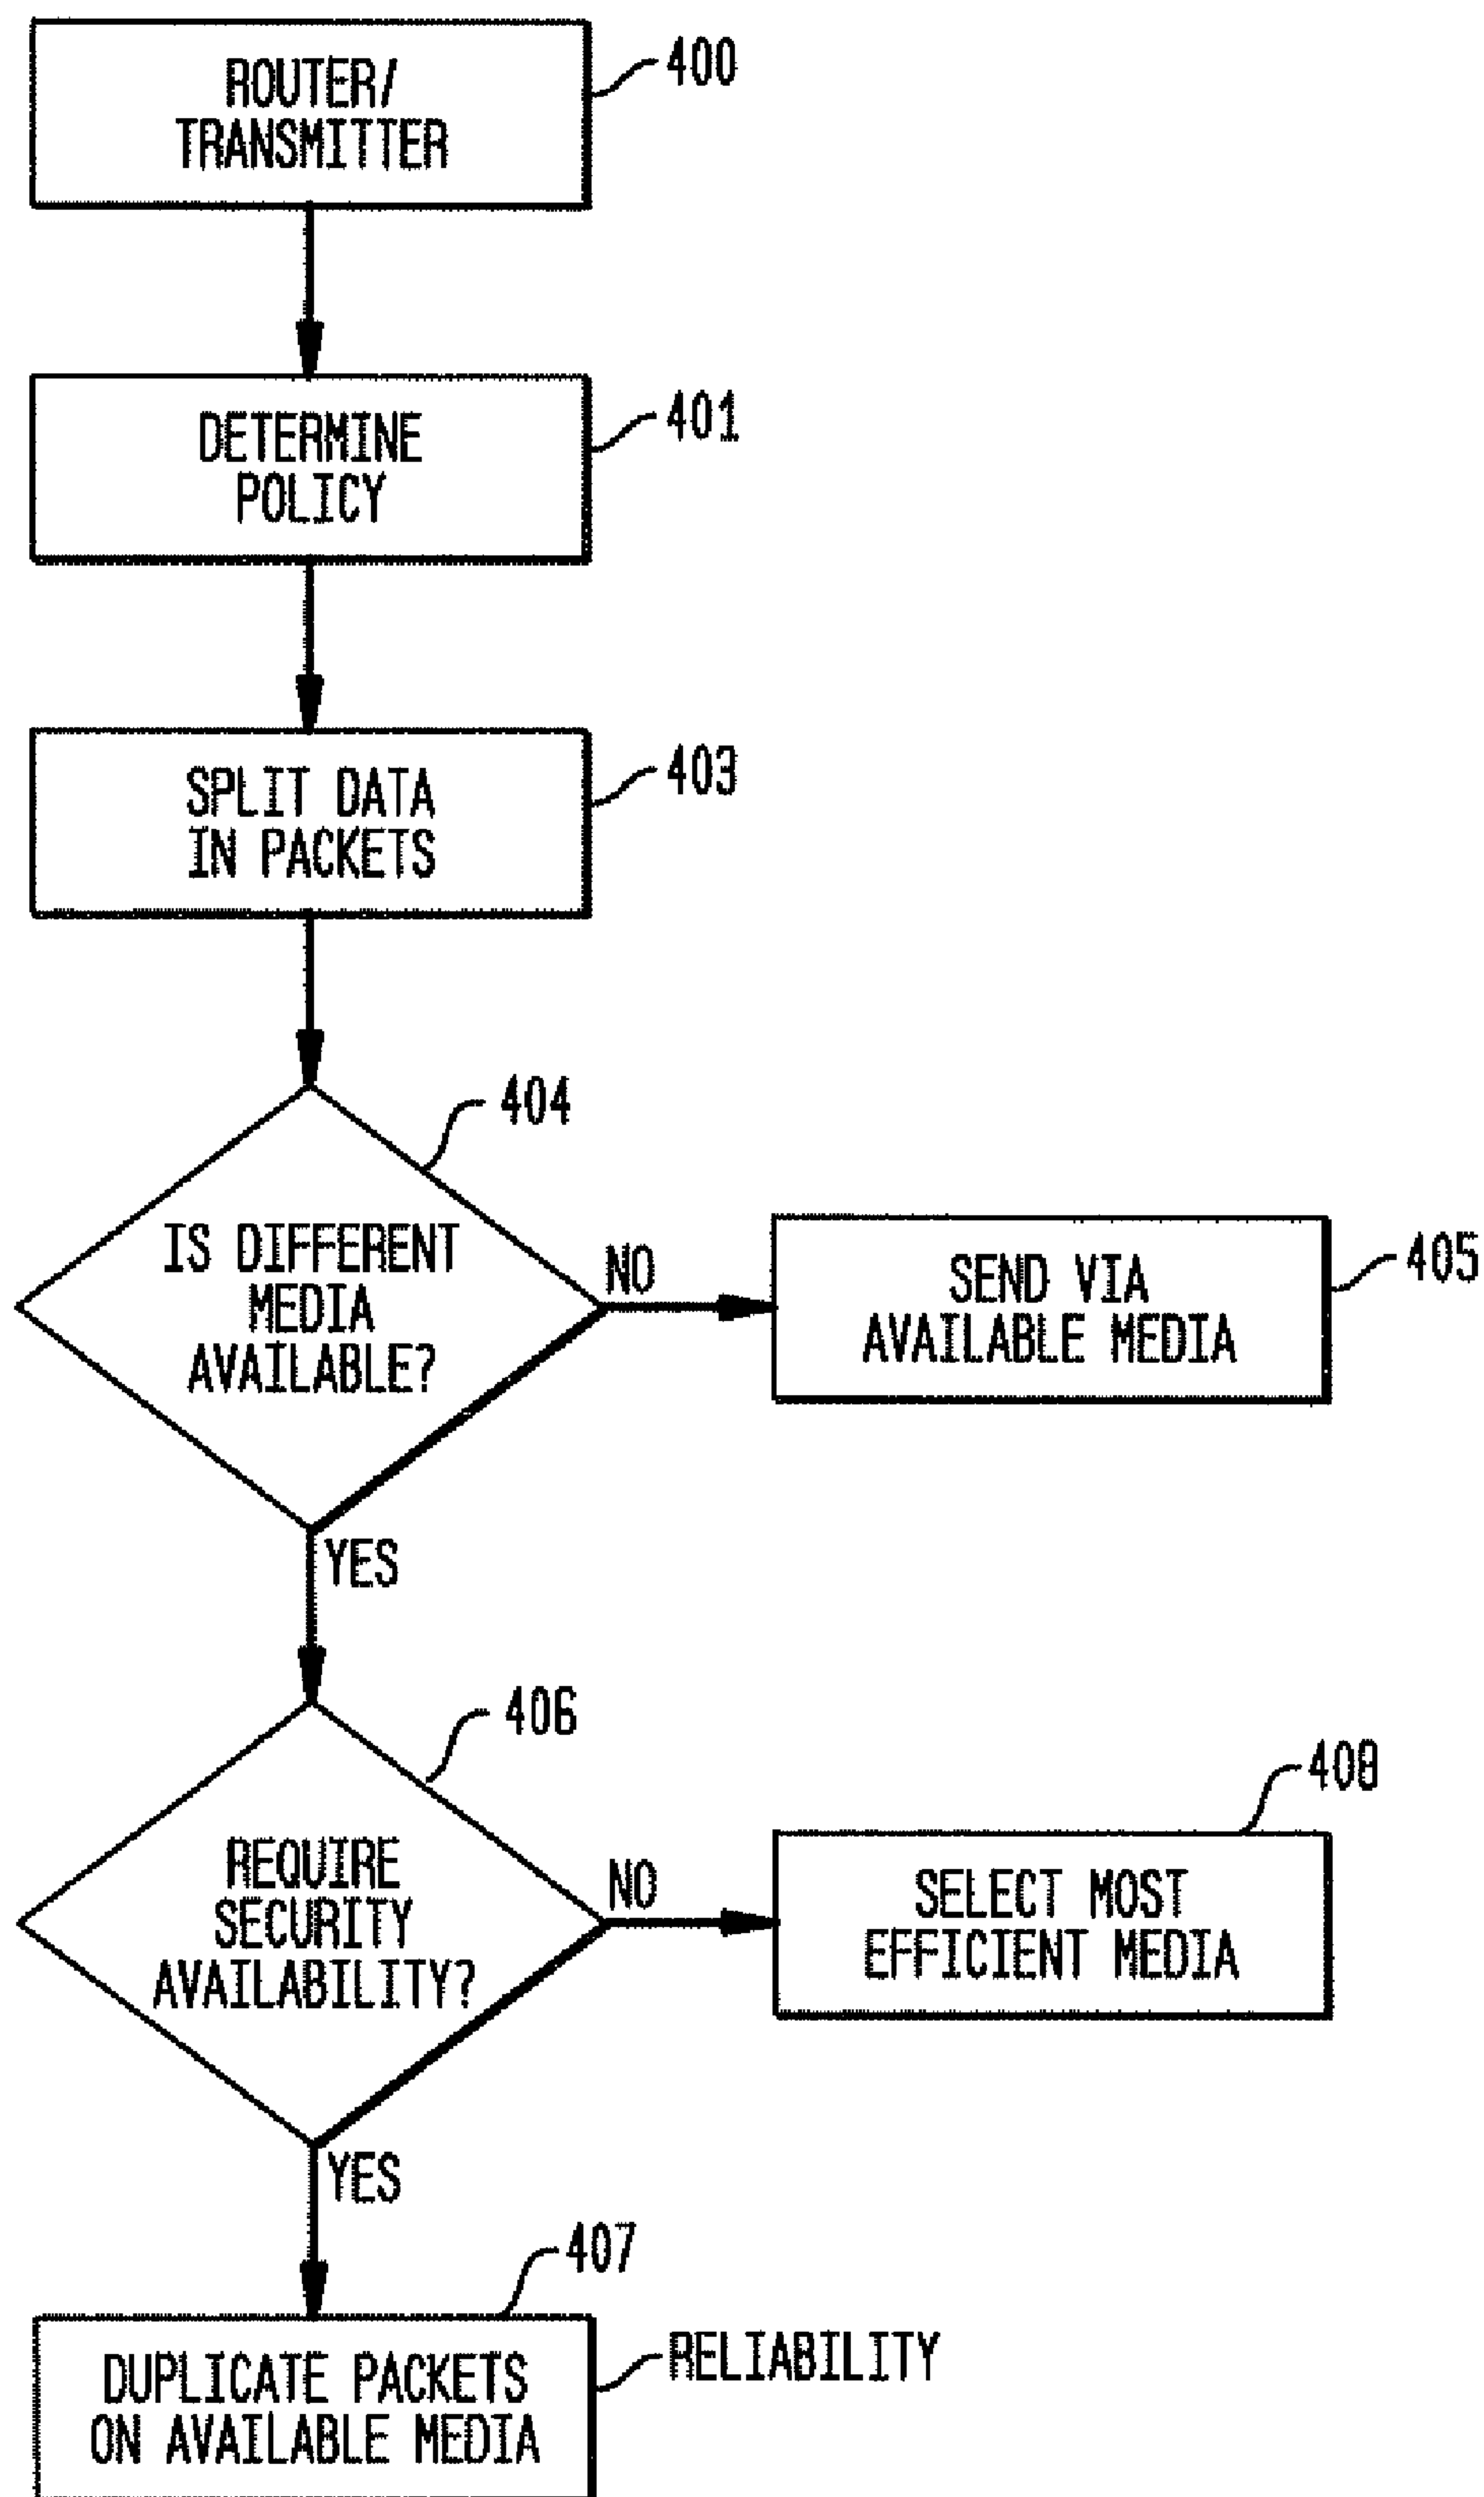 ROUTER/
TRANSMITTER
400
DETERMINE
POLICY
401
SPLIT DATA
IN PACKETS
403
404
IS DIFFERENT
MEDIA
AVAILABLE?
NO
SEND VIA
AVAILABLE MEDIA
405
YES
406
REQUIRE
SECURITY
AVAILABILITY?
NO
408
SELECT MOST
EFFICIENT MEDIA
YES
407
DUPLICATE PACKETS
ON AVAILABLE MEDIA
RELIABILITY